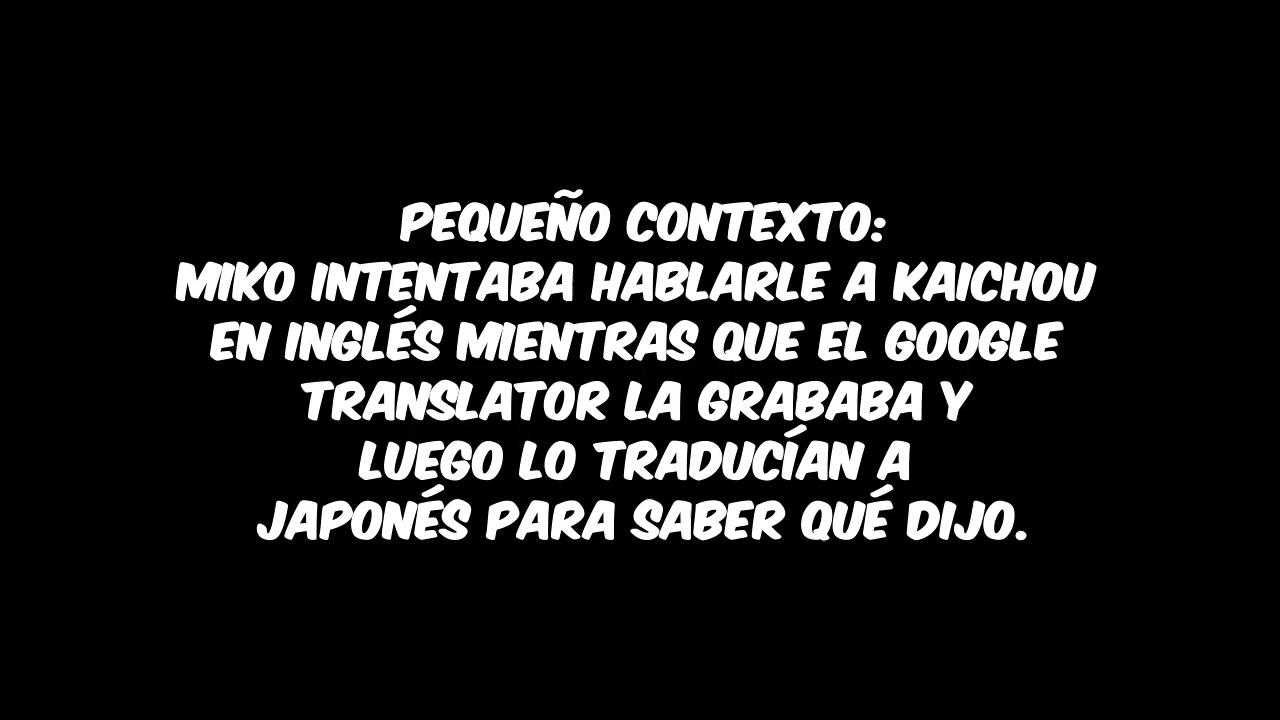 PEQUEÑO CONTEXTO:
MIKO INTENTABA HABLARLE A KAICHOU
EN INGLÉS MIENTRAS QUE EL GOOGLE
TRANSLATOR LA GRABABA Y
LUEGO LO TRADUCÍAN A
JAPONÉS PARA SABER QUÉ DIJO.